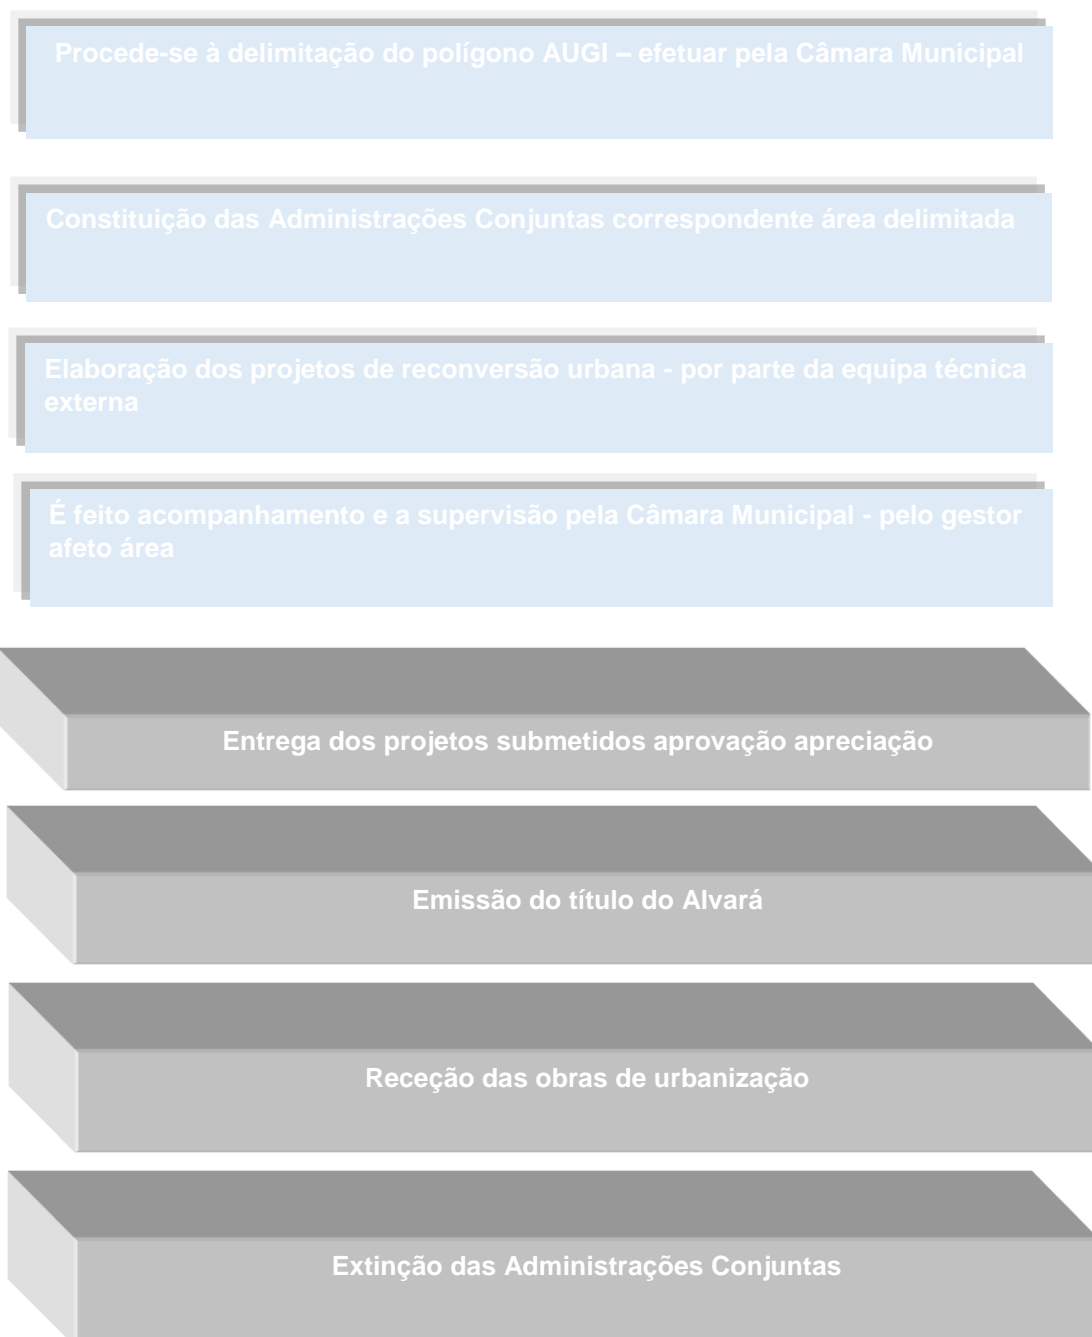 Procede-se à delimitação do polígono AUGI – efetuar pela Câmara Municipal
Constituição das Administrações Conjuntas correspondente área delimitada
Elaboração dos projetos de reconversão urbana - por parte da equipa técnica
externa
É feito acompanhamento e a supervisão pela Câmara Municipal - pelo gestor
afeto área
Entrega dos projetos submetidos aprovação apreciação
Emissão do título do Alvará
Receção das obras de urbanização
Extinção das Administrações Conjuntas